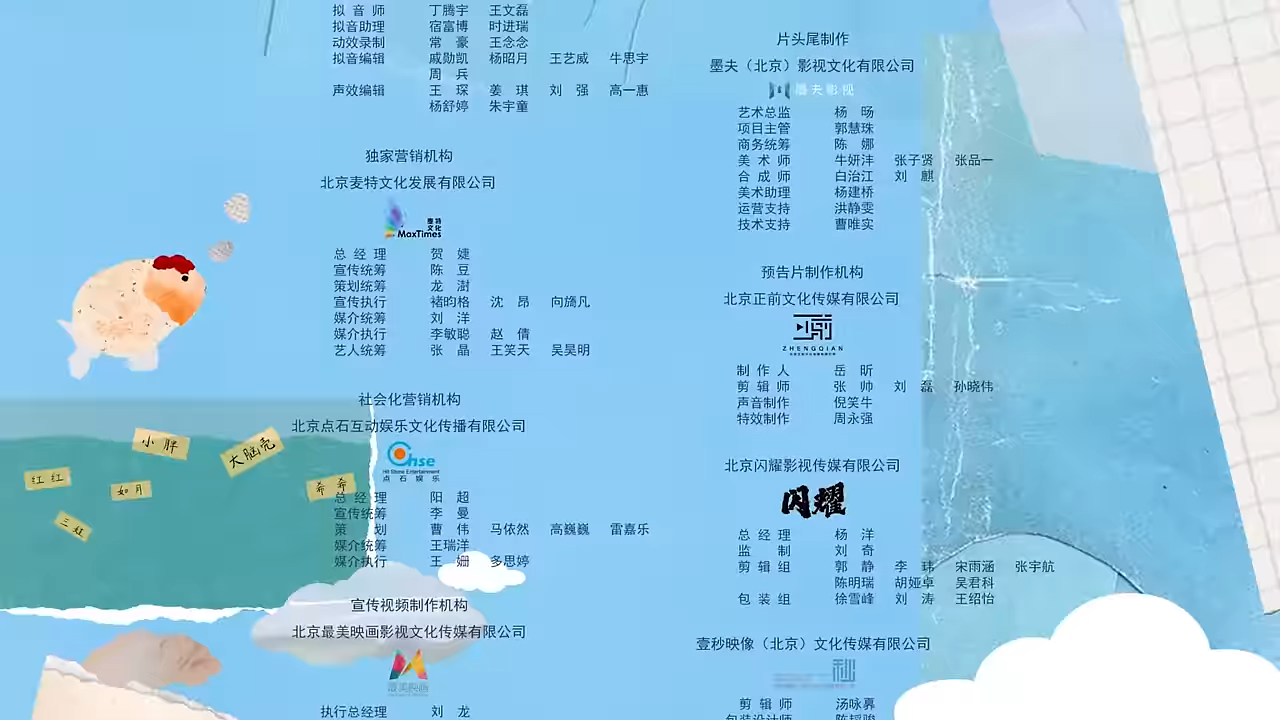 拟 音 师 丁腾宇 王文磊
拟音助理 宿富博 时进瑞
动效录制 常 豪 王念念
拟音编辑 戚勋凯 杨昭月 王艺威 牛思宇
周 兵
声效编辑 王 琛 姜 琪 刘 强 高一惠
杨舒婷 朱宇童
独家营销机构
北京麦特文化发展有限公司
麦特
文化
MaxTimes
总 经 理 贺 婕
宣传统筹 陈 豆
策划统筹 龙 澍
宣传执行 褚昀格 沈 昂 向旖凡
媒介统筹 刘 洋
媒介执行 李敏聪 赵 倩
艺人统筹 张 晶 王笑天 吴昊明
社会化营销机构
北京点石互动娱乐文化传播有限公司
Ohse
Hit Stone Entertainment
点 石 娱 乐
总 经 理 阳 超
宣传统筹 李 曼
策 划 曹 伟 马依然 高巍巍 雷嘉乐
媒介统筹 王瑞洋
媒介执行 王 姗 多思婷
宣传视频制作机构
北京最美映画影视文化传媒有限公司
最美映画
执行总经理 刘 龙
小 胖
大脑壳
红 红
如 月
希 希
三 妞
片头尾制作
墨夫（北京）影视文化有限公司
墨夫影视
艺术总监 杨 旸
项目主管 郭慧珠
商务统筹 陈 娜
美 术 师 牛妍沣 张子贤 张品一
合 成 师 白治江 刘 麒
美术助理 杨建桥
运营支持 洪静雯
技术支持 曹唯实
预告片制作机构
北京正前文化传媒有限公司
ZHENGQIAN
制 作 人 岳 昕
剪 辑 师 张 帅 刘 磊 孙晓伟
声音制作 倪笑牛
特效制作 周永强
北京闪耀影视传媒有限公司
闪耀
总 经 理 杨 洋
监 制 刘 奇
剪 辑 组 郭 静 李 玮 宋雨涵 张宇航
陈明瑞 胡娅卓 吴君科
包 装 组 徐雪峰 刘 涛 王绍怡
壹秒映像（北京）文化传媒有限公司
剪 辑 师 汤咏粟
包装设计师